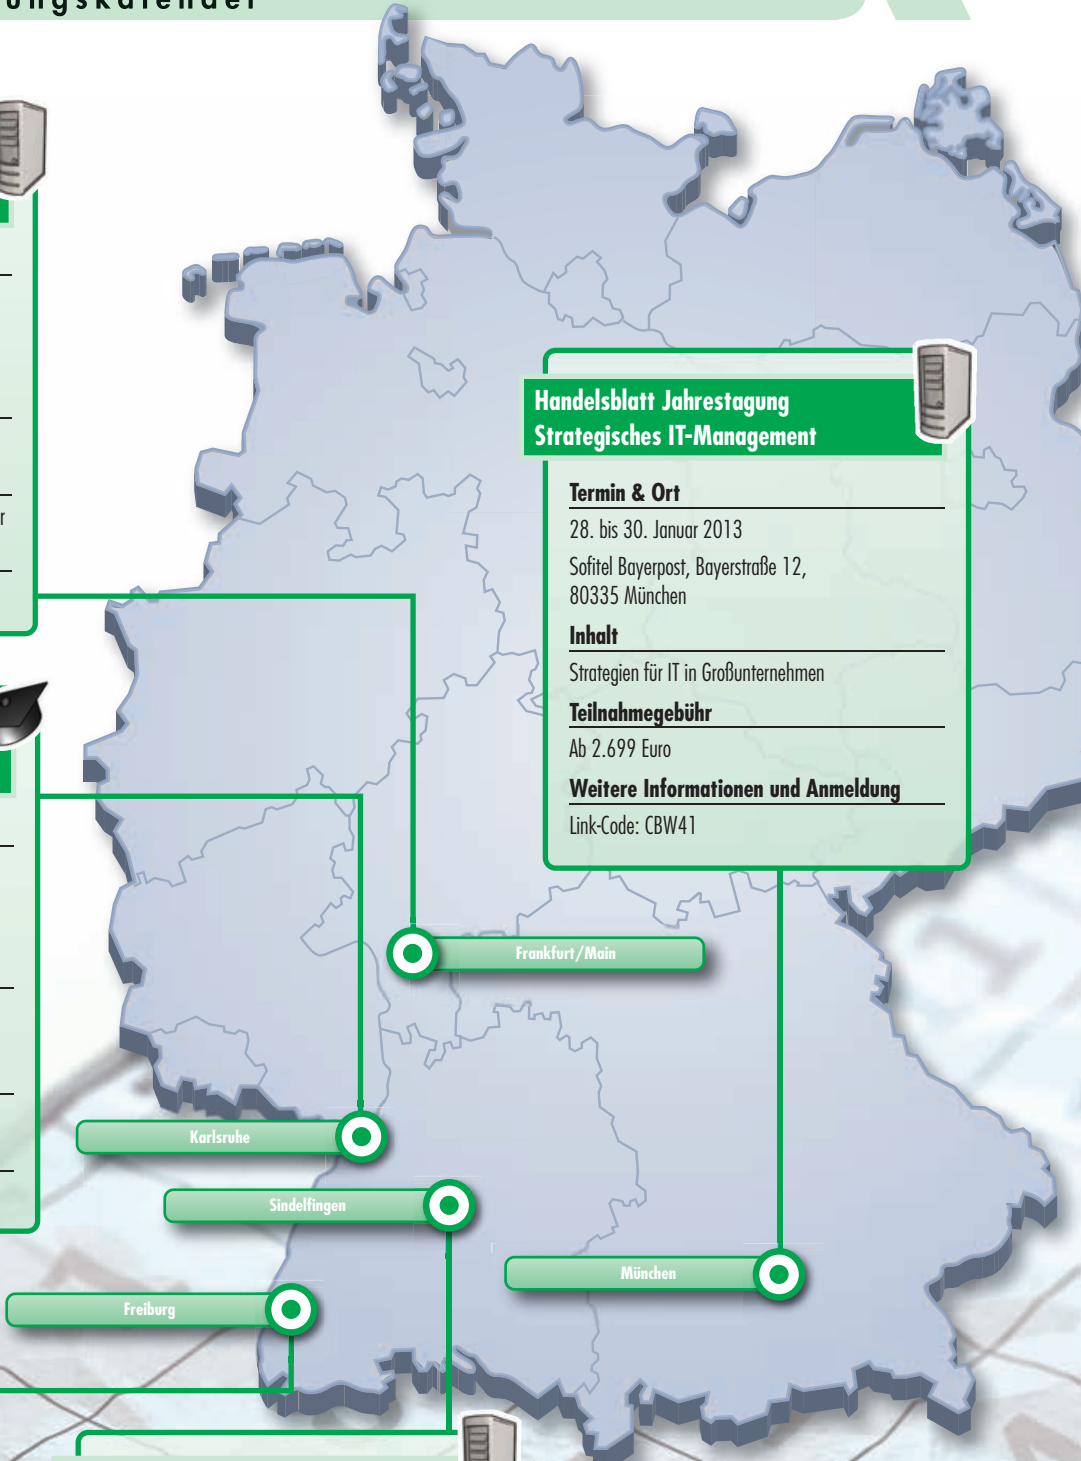 Handelsblatt Jahrestagung
Strategisches IT-Management
Termin & Ort
28. bis 30. Januar 2013
Sofitel Bayerpost, Bayerstraße 12,
80335 München
Inhalt
Strategien für IT in Großunternehmen
Teilnahmegebühr
Ab 2.699 Euro
Weitere Informationen und Anmeldung
Link-Code: CBW41
Frankfurt/Main
Karlsruhe
Sindelfingen
München
Freiburg